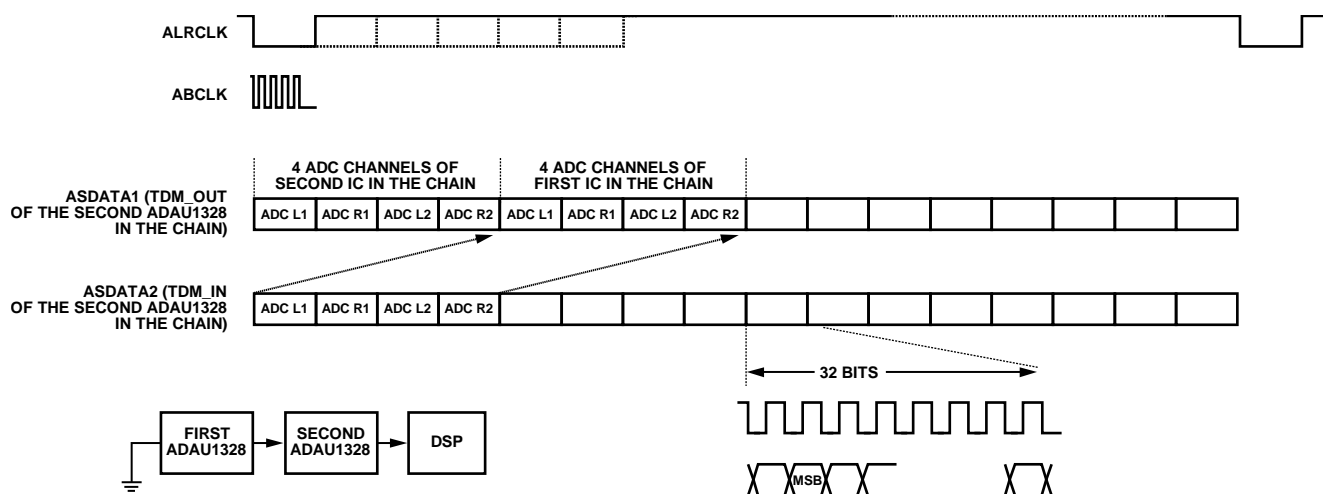 ALRCLK
ABCLK
4 ADC CHANNELS OF
SECOND IC IN THE CHAIN
4 ADC CHANNELS OF
FIRST IC IN THE CHAIN
ASDATA1 (TDM_OUT
OF THE SECOND ADAU1328
IN THE CHAIN)
ADC L1 ADC R1 ADC L2 ADC R2 ADC L1 ADC R1 ADC L2 ADC R2
ASDATA2 (TDM_IN
OF THE SECOND ADAU1328
IN THE CHAIN)
ADC L1 ADC R1 ADC L2 ADC R2
32 BITS
FIRST
ADAU1328
SECOND
ADAU1328
DSP
MSB